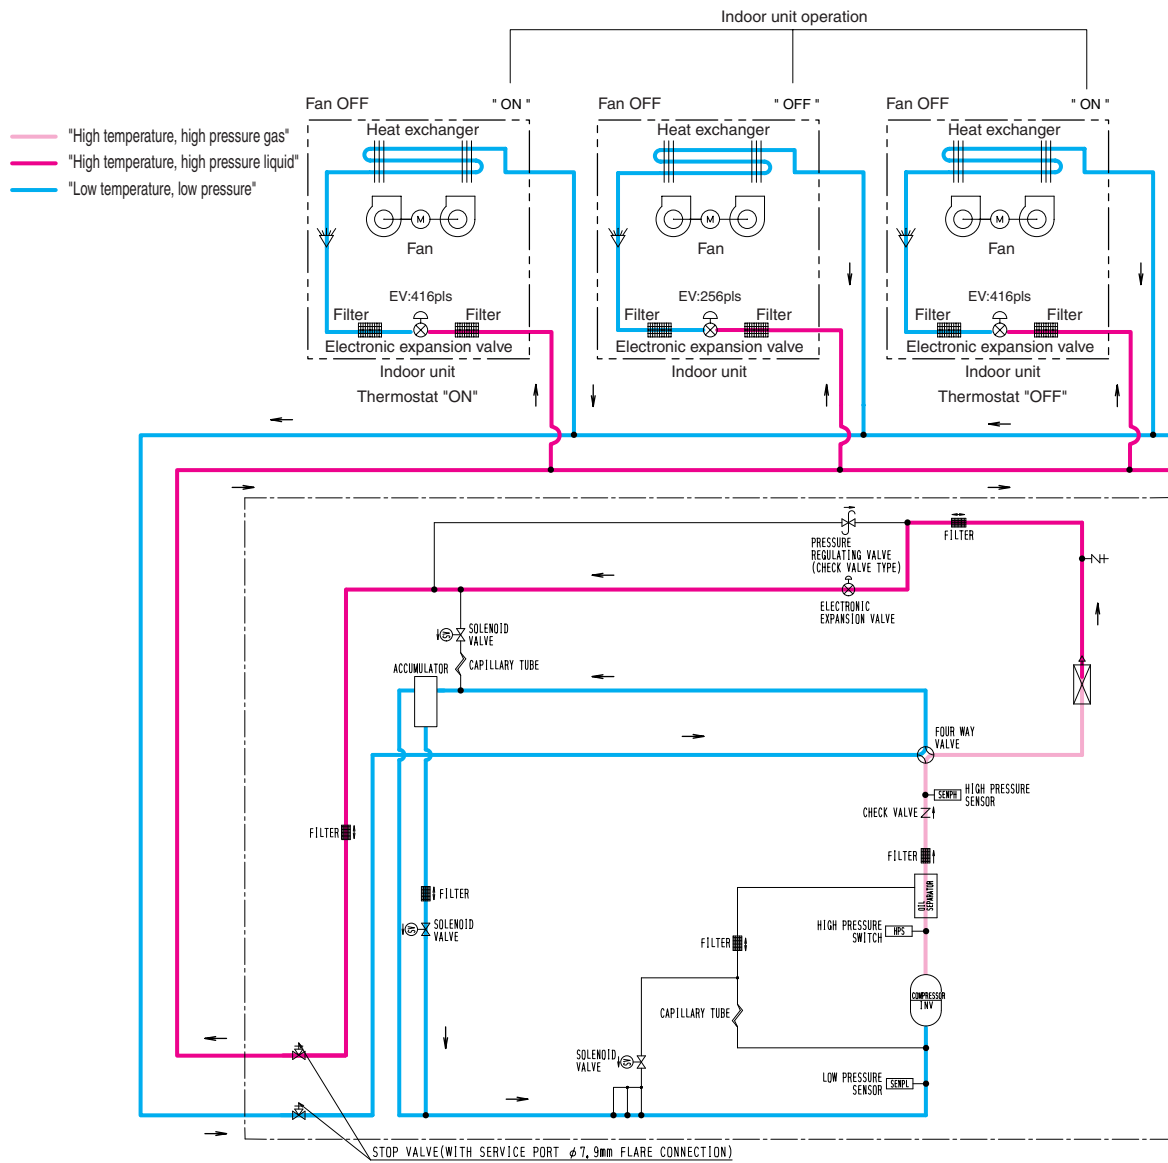 Indoor unit operation
Fan OFF
" ON "
Fan OFF
" OFF "
Fan OFF
" ON "
"High temperature, high pressure gas"
"High temperature, high pressure liquid"
"Low temperature, low pressure"
Heat exchanger
Heat exchanger
Heat exchanger
M
M
M
Fan
Fan
Fan
EV:416pls
EV:256pls
EV:416pls
Filter
Filter
Filter
Filter
Filter
Filter
Electronic expansion valve
Electronic expansion valve
Electronic expansion valve
Indoor unit
Indoor unit
Indoor unit
Thermostat "ON"
Thermostat "OFF"
PRESSURE
REGULATING VALVE
(CHECK VALVE TYPE)
FILTER
ELECTRONIC
EXPANSION VALVE
SV
SOLENOID
VALVE
ACCUMULATOR
CAPILLARY TUBE
FOUR WAY
VALVE
SENPH
HIGH PRESSURE
SENSOR
CHECK VALVE
FILTER
FILTER
FILTER
OIL
SEPARATOR
SV
SOLENOID
VALVE
HIGH PRESSURE
SWITCH
HPS
FILTER
COMPRESSOR
INV
CAPILLARY TUBE
SOLENOID
VALVE
SV
LOW PRESSURE
SENSOR
SENPL
STOP VALVE(WITH SERVICE PORT φ7.9mm FLARE CONNECTION)